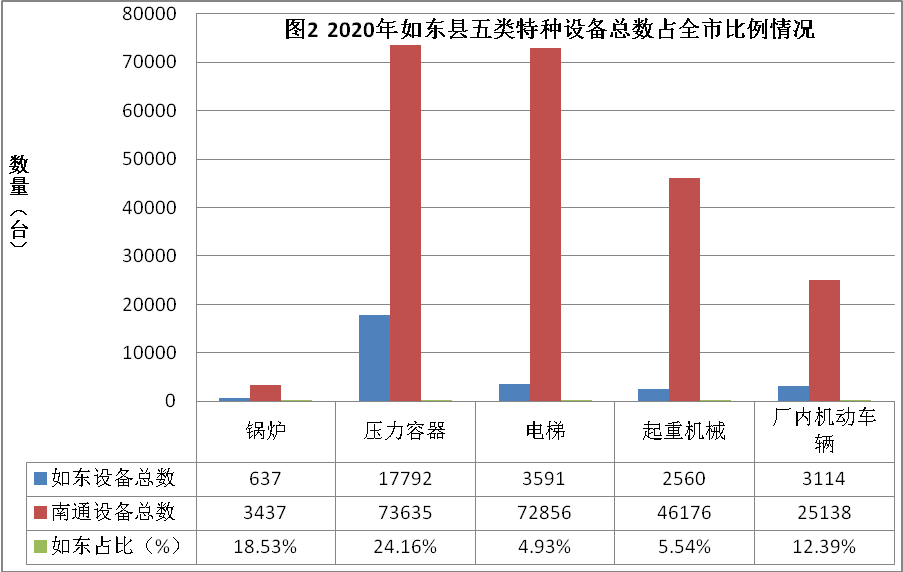 图2 2020年如东县五类特种设备总数占全市比例情况
数量（台）
80000
70000
60000
50000
40000
30000
20000
10000
0
锅炉 压力容器 电梯 起重机械 厂内机动车
辆
如东设备总数 637 17792 3591 2560 3114
南通设备总数 3437 73635 72856 46176 25138
如东占比（%） 18.53% 24.16% 4.93% 5.54% 12.39%